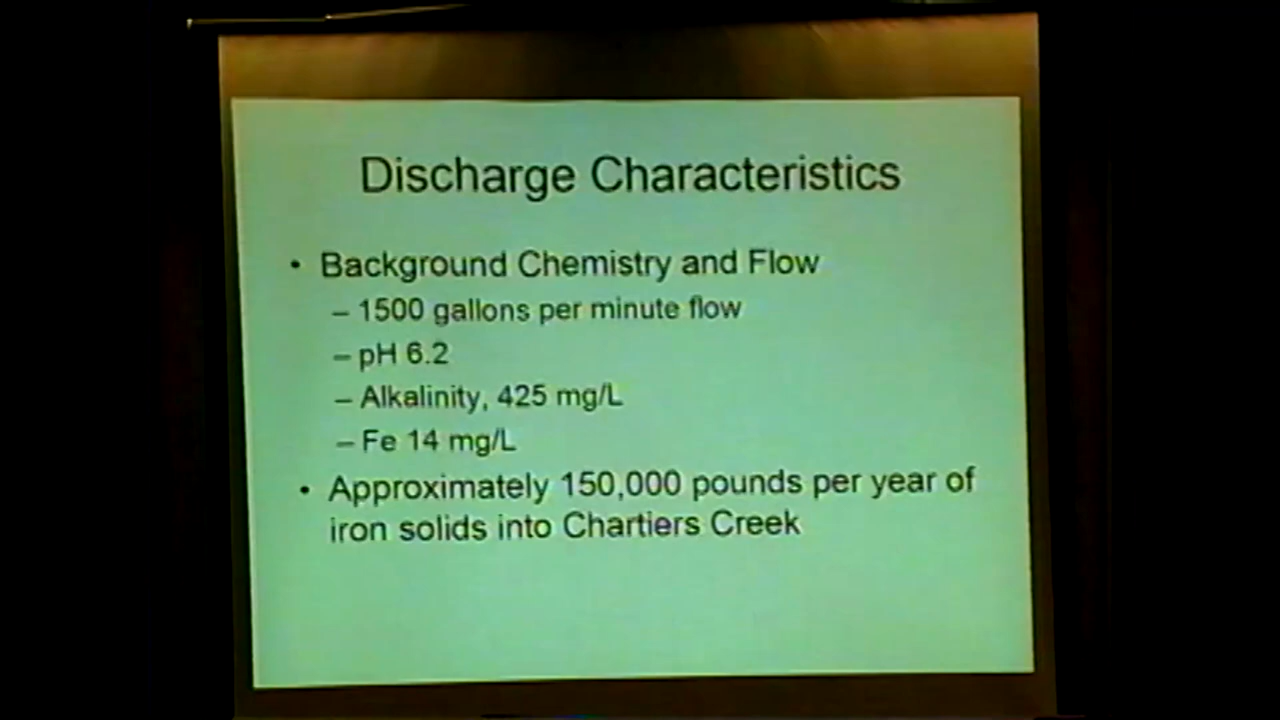 Discharge Characteristics
• Background Chemistry and Flow
– 1500 gallons per minute flow
– pH 6.2
– Alkalinity, 425 mg/L
– Fe 14 mg/L
• Approximately 150,000 pounds per year of
iron solids into Chartiers Creek